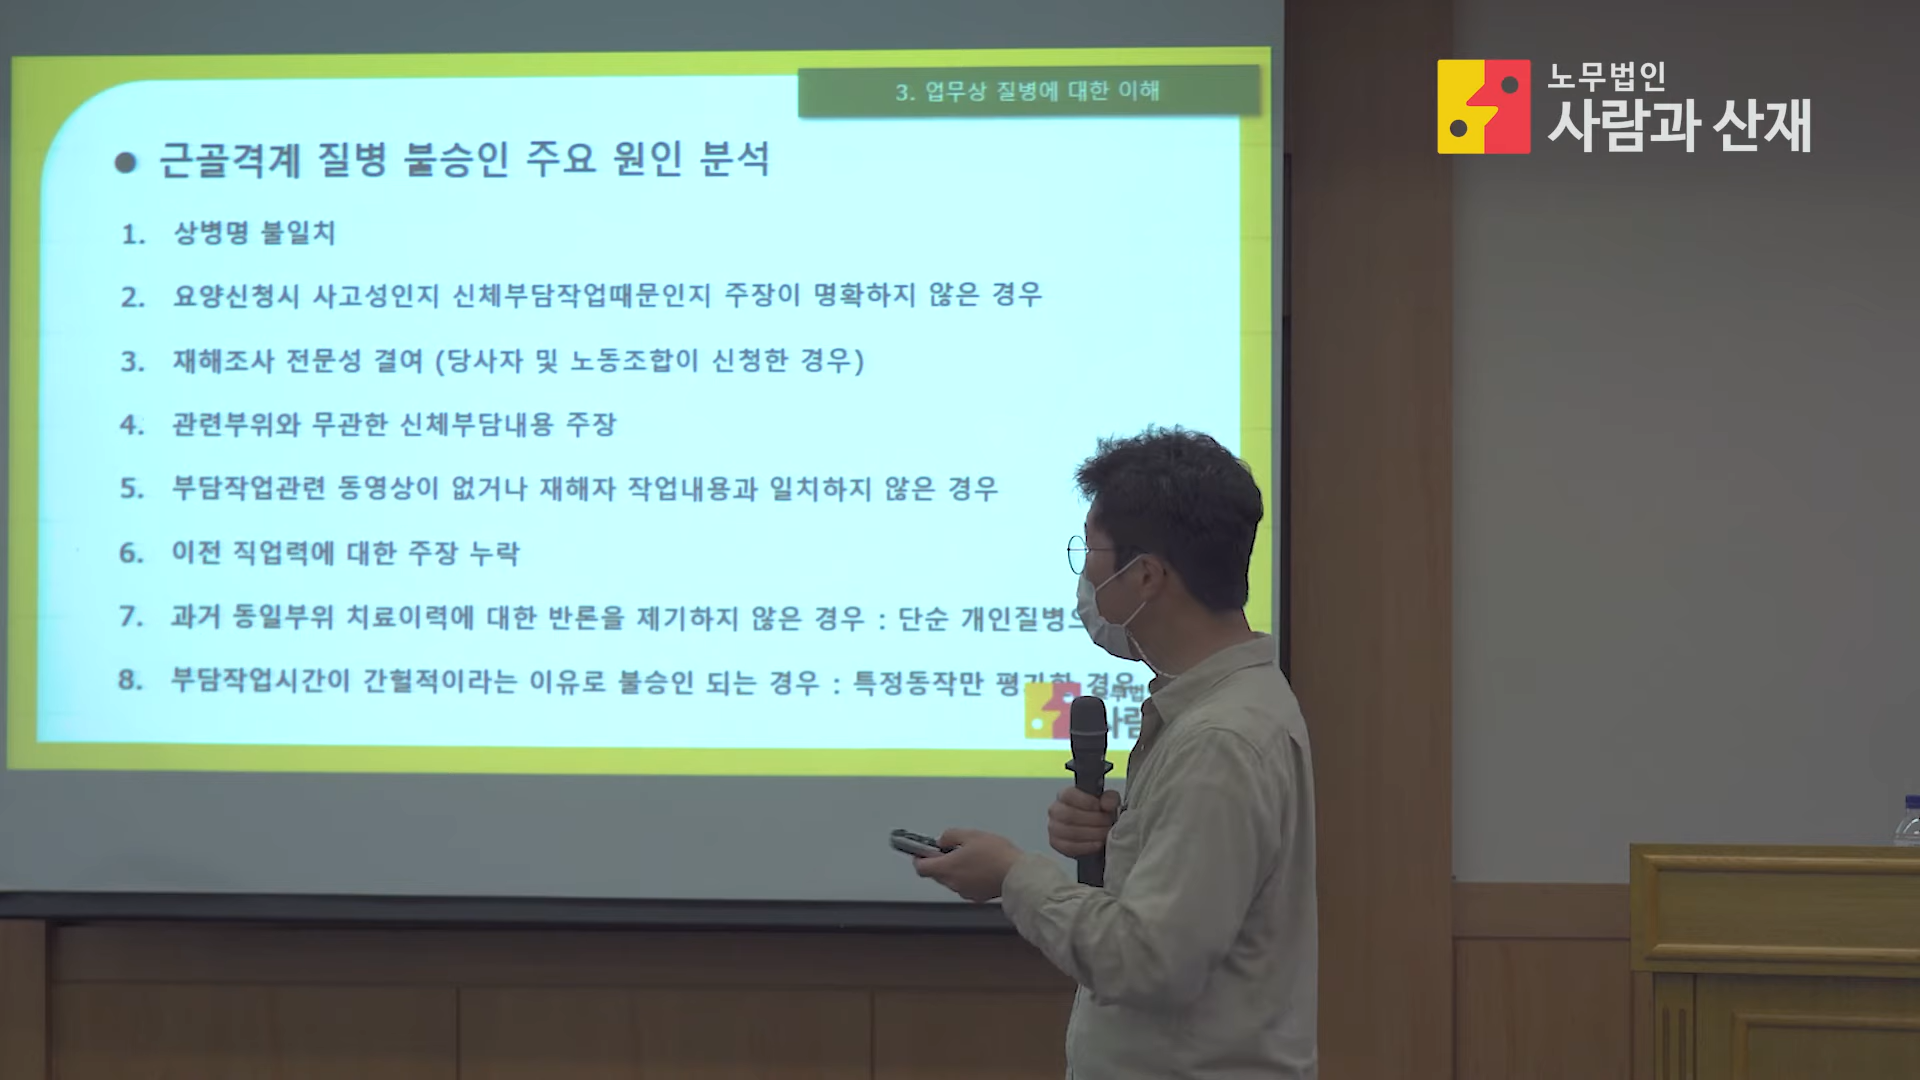 3. 업무상 질병에 대한 이해
노무법인
사람과 산재
● 근골격계 질병 불승인 주요 원인 분석
1. 상병명 불일치
2. 요양신청시 사고성인지 신체부담작업때문인지 주장이 명확하지 않은 경우
3. 재해조사 전문성 결여 (당사자 및 노동조합이 신청한 경우)
4. 관련부위와 무관한 신체부담내용 주장
5. 부담작업관련 동영상이 없거나 재해자 작업내용과 일치하지 않은 경우
6. 이전 직업력에 대한 주장 누락
7. 과거 동일부위 치료이력에 대한 반론을 제기하지 않은 경우 : 단순 개인질병으
8. 부담작업시간이 간헐적이라는 이유로 불승인 되는 경우 : 특정동작만 평가한 경우